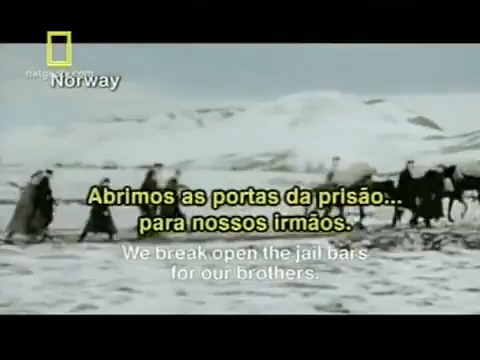 Norway
Abrimos as portas da prisão...
para nossos irmãos.
We break open the jail bars
for our brothers.